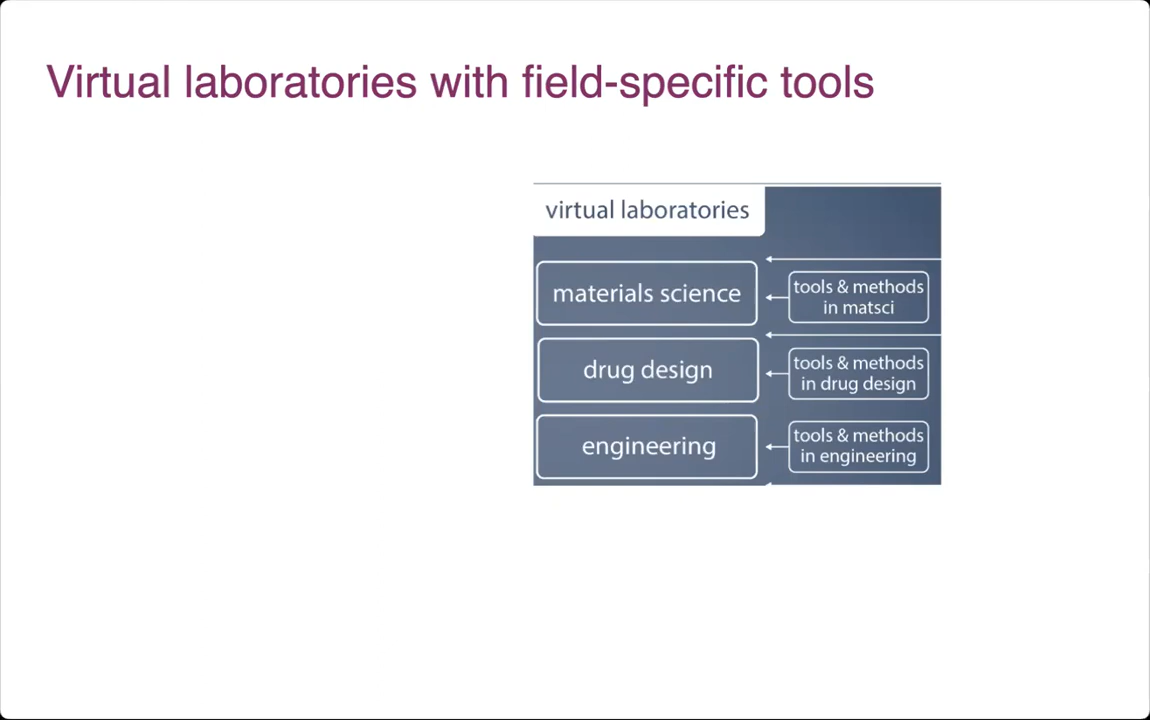 Virtual laboratories with field-specific tools
virtual laboratories
materials science
tools & methods
in matsci
drug design
tools & methods
in drug design
engineering
tools & methods
in engineering